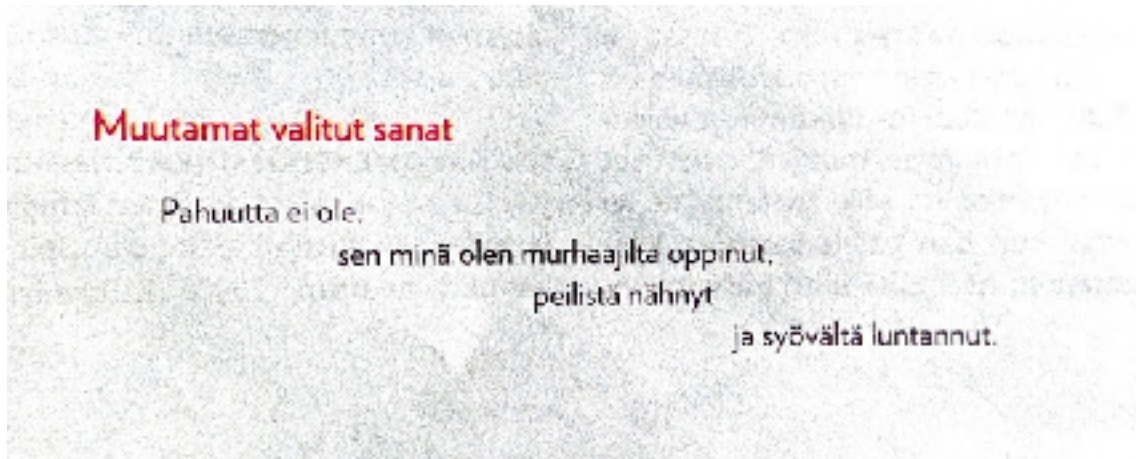 Muutamat valitut sanat
Pahuutta ei ole,
sen minä olen murhaajilta oppinut,
peilistä nähnyt
ja syövältä luntannut.